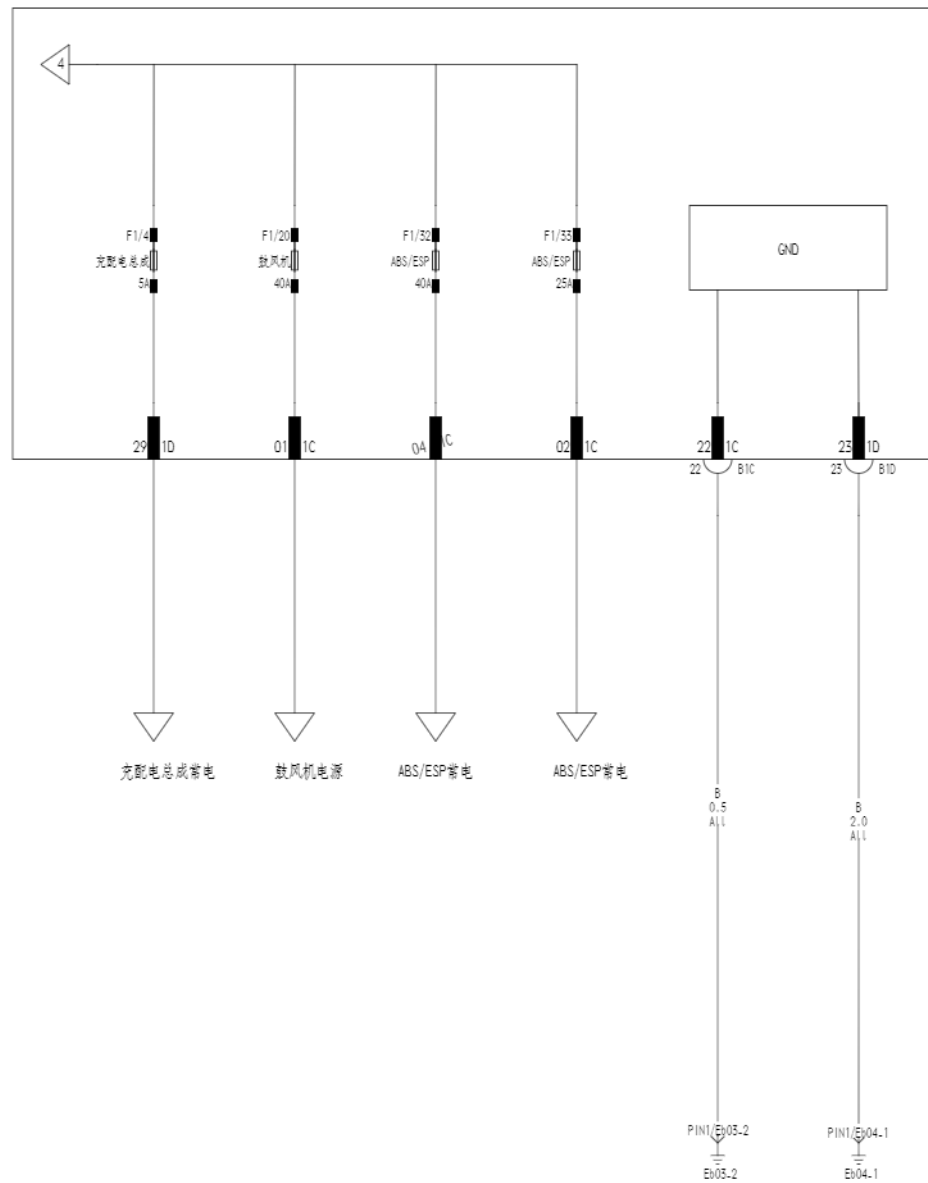 4
F1/4
充配电总成
5A
F1/20
鼓风机
40A
F1/32
ABS/ESP
40A
F1/33
ABS/ESP
25A
GND
29 1D
01 1C
0A 1C
02 1C
22 1C
23 1D
22 B1C
23 B1D
充配电总成常电
鼓风机电源
ABS/ESP常电
ABS/ESP常电
B
0.5
All
B
2.0
All
PIN1/Eb03-2
PIN1/Eb04-1
Eb03-2
Eb04-1